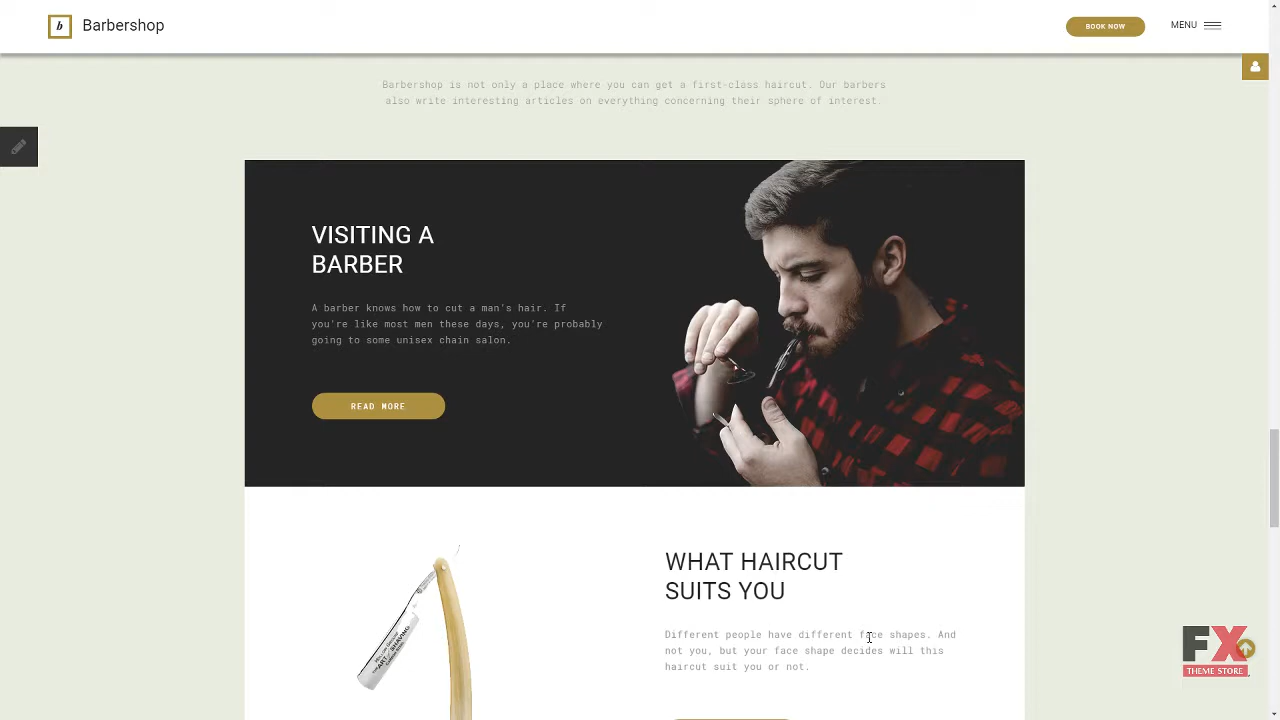 b Barbershop
BOOK NOW
MENU
Barbershop is not only a place where you can get a first-class haircut. Our barbers
also write interesting articles on everything concerning their sphere of interest.
VISITING A
BARBER
A barber knows how to cut a man's hair. If
you're like most men these days, you're probably
going to some unisex chain salon.
READ MORE
WHAT HAIRCUT
SUITS YOU
Different people have different face shapes. And
not you, but your face shape decides will this
haircut suit you or not.
ART of SHAVING
FX
THEME STORE